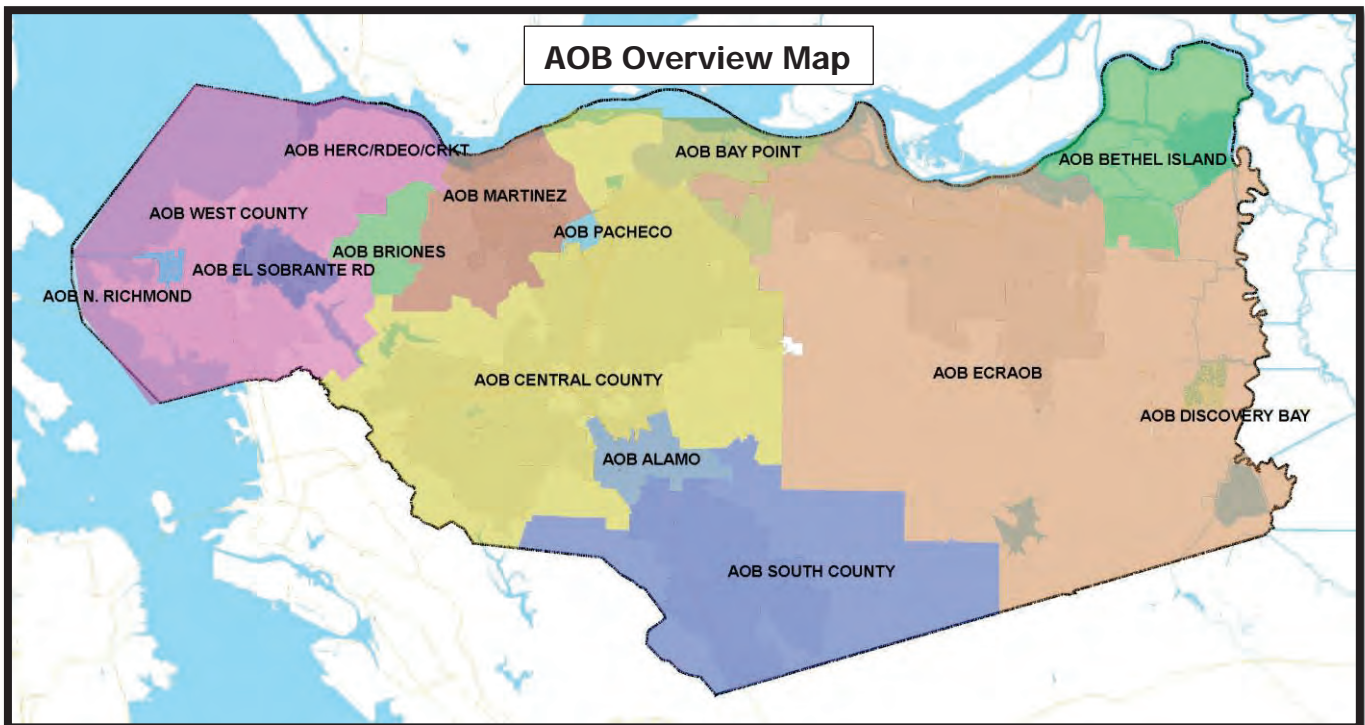 AOB Overview Map
AOB HERC/RDEO/CRKT
AOB BAY POINT
AOB BETHEL ISLAND
AOB MARTINEZ
AOB WEST COUNTY
AOB PACHECO
AOB BRIONES
AOB EL SOBRANTE RD
AOB N. RICHMOND
AOB CENTRAL COUNTY
AOB ECRAOB
AOB DISCOVERY BAY
AOB ALAMO
AOB SOUTH COUNTY